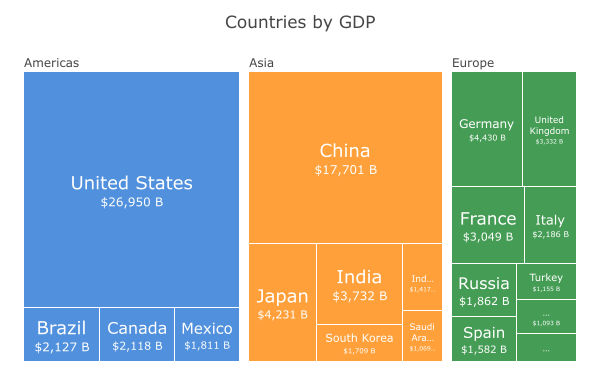 Countries by GDP
Americas
United States
$26,950 B
Brazil
$2,127 B
Canada
$2,118 B
Mexico
$1,811 B
Asia
China
$17,701 B
Japan
$4,231 B
India
$3,732 B
South Korea
$1,709 B
Ind...
$1,417...
Saudi
Ara...
$1,069...
Europe
Germany
$4,430 B
United
Kingdom
$3,332 B
France
$3,049 B
Italy
$2,186 B
Russia
$1,862 B
Spain
$1,582 B
Turkey
$1,155 B
...
$1,093 B
...